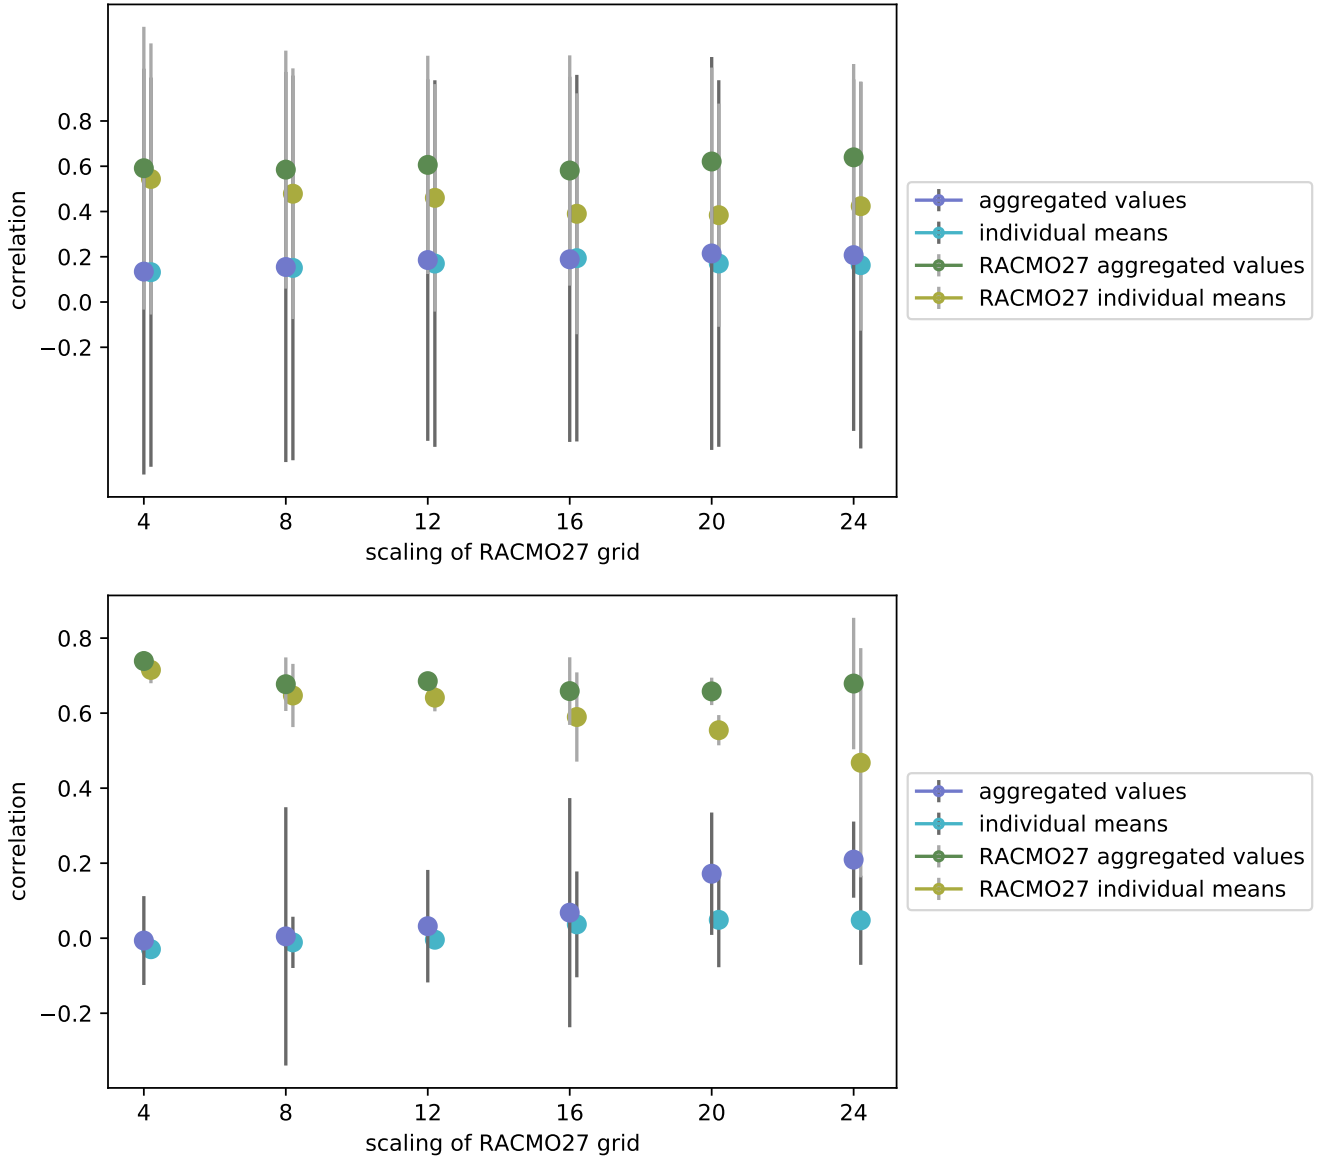 0.8
0.6
0.4
0.2
0.0
−0.2
correlation
4 8 12 16 20 24
scaling of RACMO27 grid
aggregated values
individual means
RACMO27 aggregated values
RACMO27 individual means
0.8
0.6
0.4
0.2
0.0
−0.2
correlation
4 8 12 16 20 24
scaling of RACMO27 grid
aggregated values
individual means
RACMO27 aggregated values
RACMO27 individual means